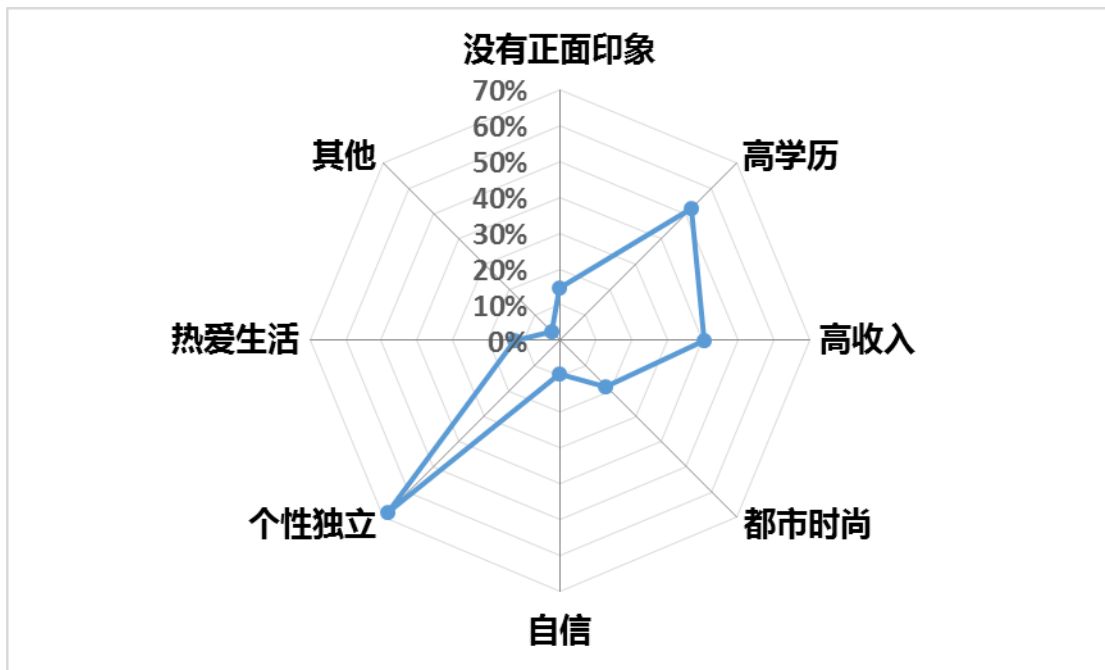 没有正面印象
70%
60%
50%
40%
30%
20%
10%
0%
高学历
高收入
都市时尚
自信
个性独立
热爱生活
其他